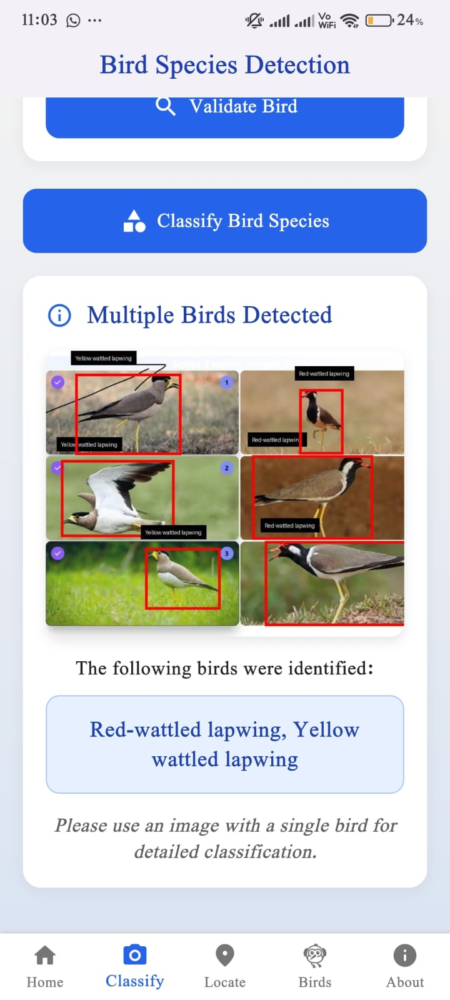 11:03
Vo
WiFi
24%
Bird Species Detection
Validate Bird
Classify Bird Species
Multiple Birds Detected
Yellow wattled lapwing
Red-wattled lapwing
1
Yellow wattled lapwing
Red-wattled lapwin
2
Red-wattled lapwing
Yellow wattled lapwing
3
The following birds were identified:
Red-wattled lapwing, Yellow
wattled lapwing
Please use an image with a single bird for
detailed classification.
Home
Classify
Locate
Birds
About